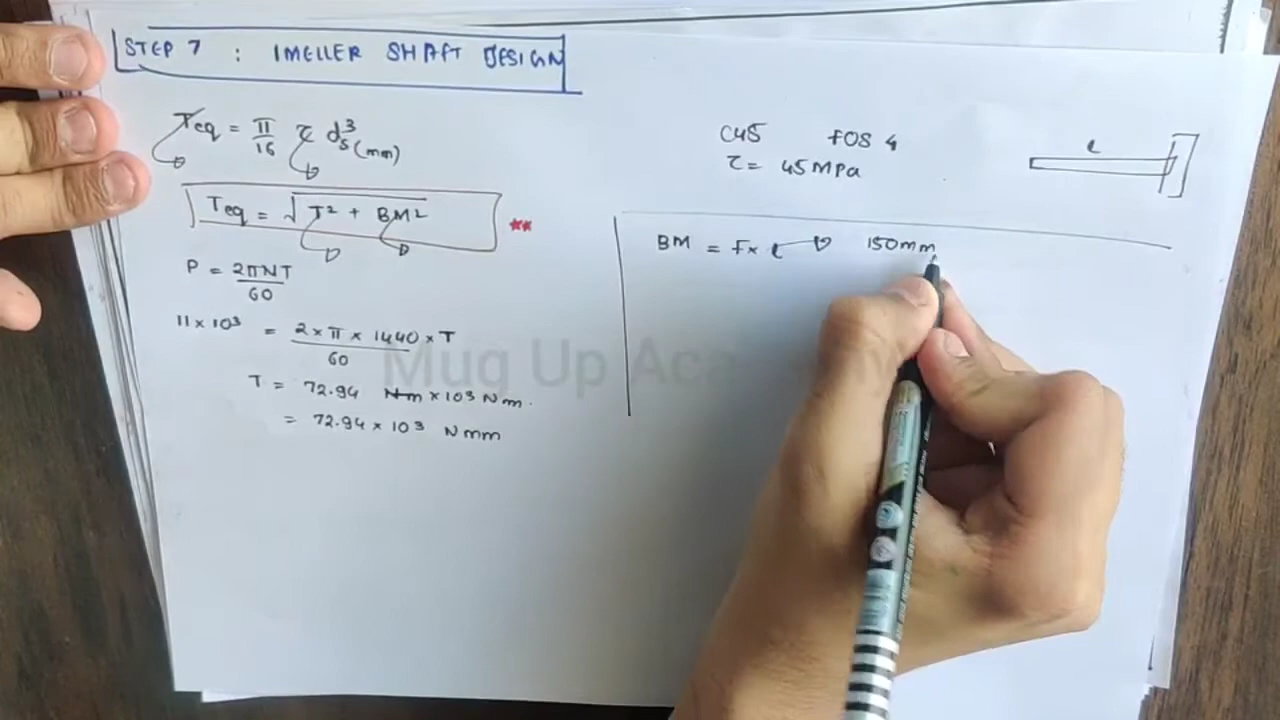 STEP 7 : IMELLER SHAFT DESIGN
Teq = π/16 τ ds³ (mm)
Teq = √T² + BM² **
P = 2πNT/60
11 × 10³ = 2 × π × 1440 × T/60
T = 72.94 Nm × 10³ Nm.
= 72.94 × 10³ Nmm
C45 FOS 4
τ = 45 MPa
l
BM = F × l 150mm
Mug Up Academy